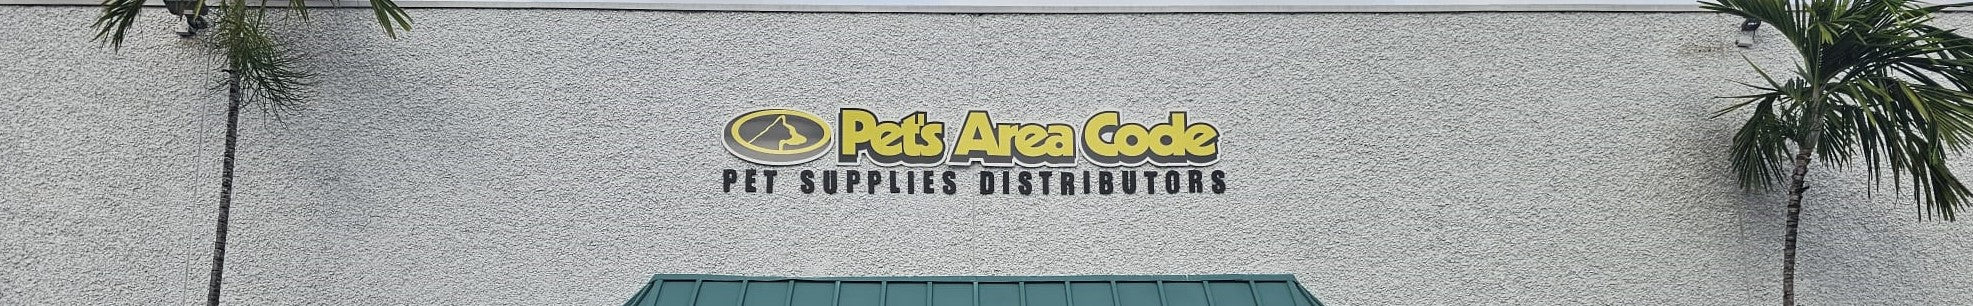 Pet's Area Code
PET SUPPLIES DISTRIBUTORS